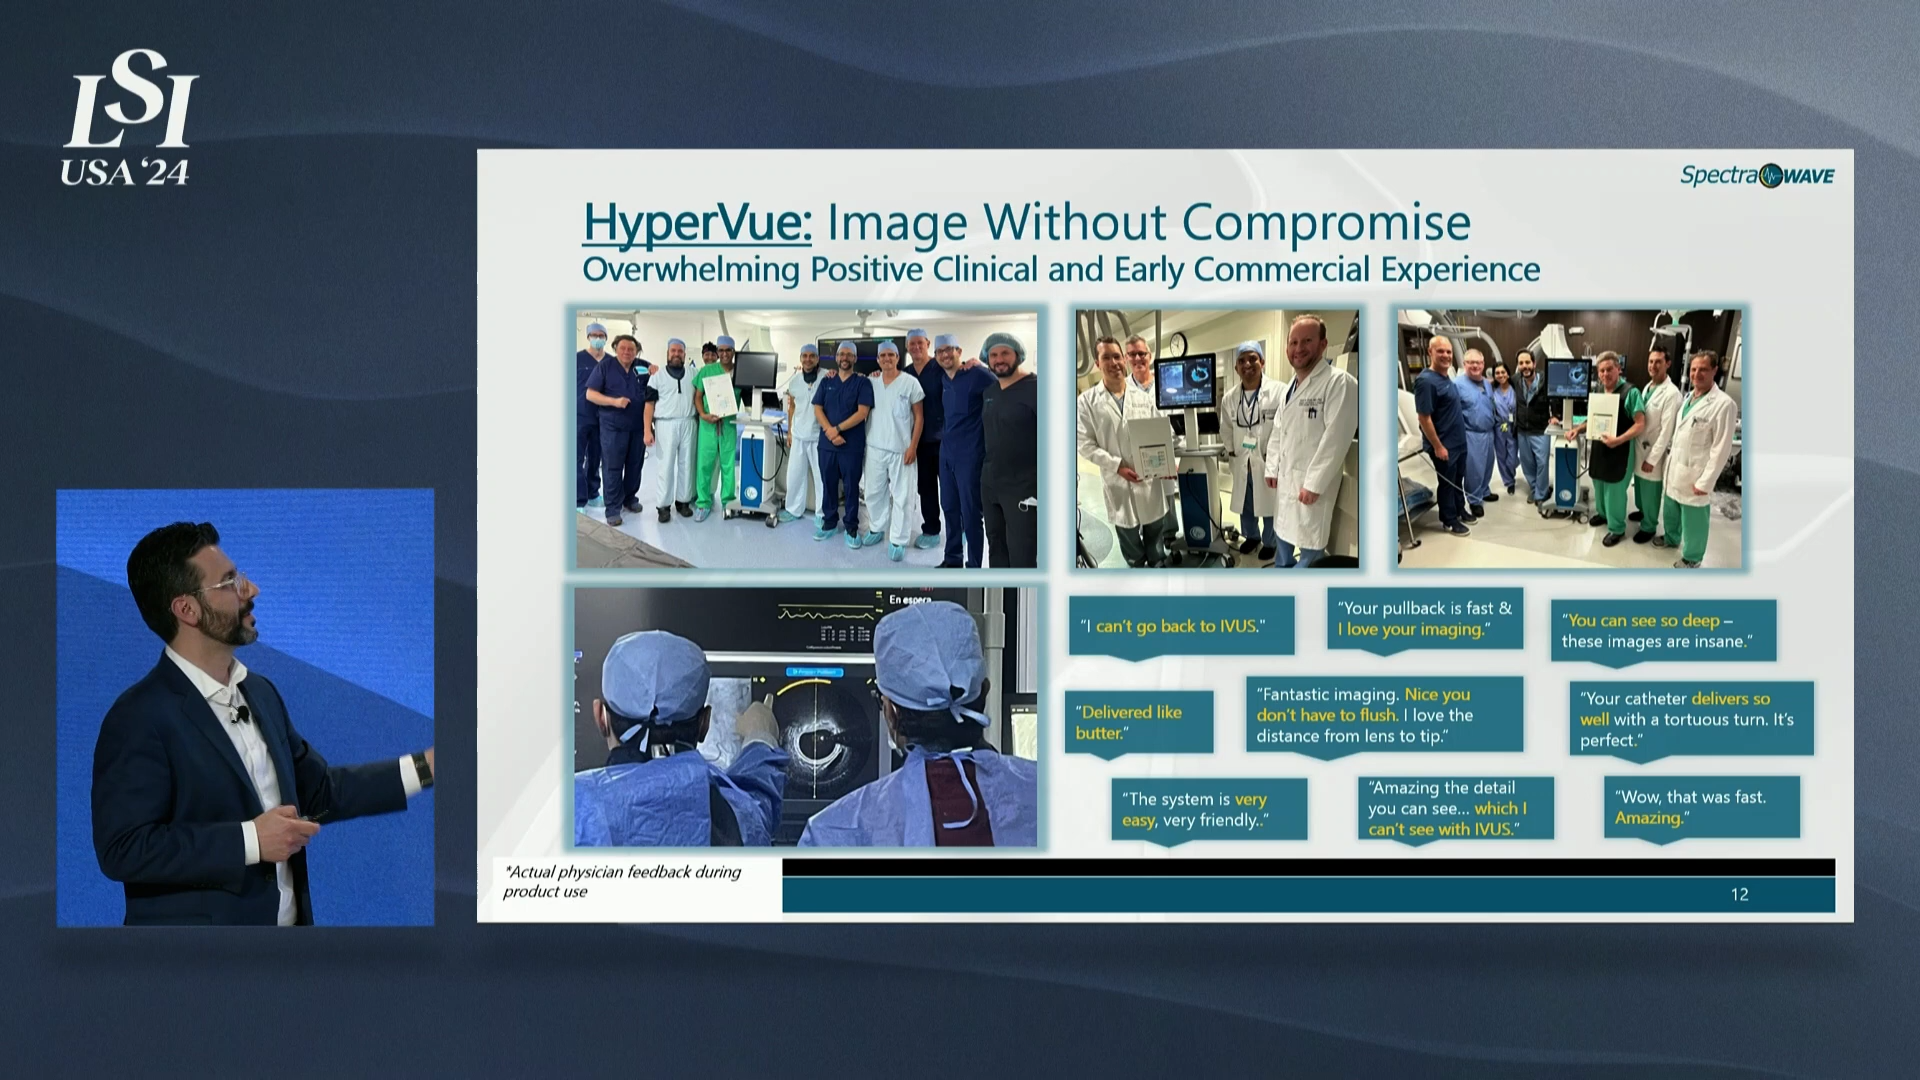 LSI
USA '24
SpectraWAVE
HyperVue: Image Without Compromise
Overwhelming Positive Clinical and Early Commercial Experience
En espera
"I can't go back to IVUS."
"Your pullback is fast &
I love your imaging."
"You can see so deep –
these images are insane."
"Delivered like
butter."
"Fantastic imaging. Nice you
don't have to flush. I love the
distance from lens to tip."
"Your catheter delivers so
well with a tortuous turn. It's
perfect."
"The system is very
easy, very friendly.."
"Amazing the detail
you can see... which I
can't see with IVUS."
"Wow, that was fast.
Amazing."
*Actual physician feedback during
product use
12